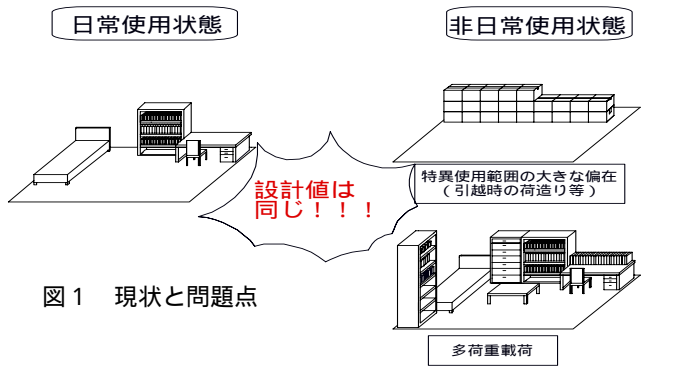 日常使用状態
非日常使用状態
特異使用範囲の大きな偏在
（引越時の荷造り等）
設計値は
同じ！！！
図１　現状と問題点
多荷重載荷